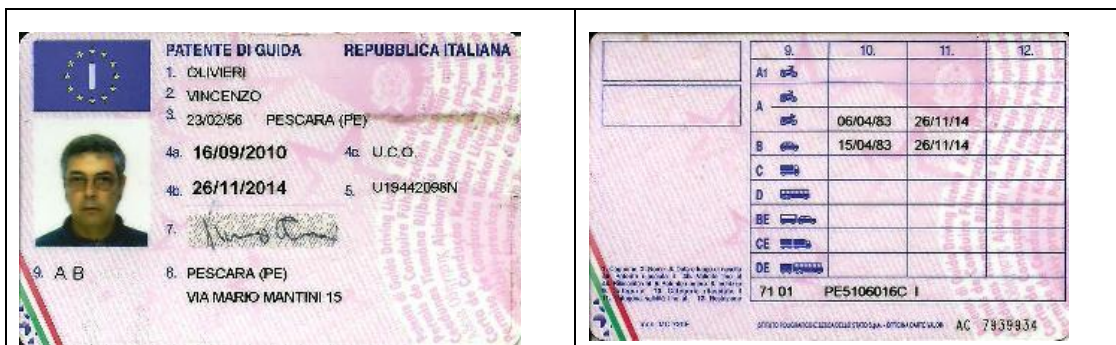 PATENTE DI GUIDA REPUBBLICA ITALIANA
1. OLIVIERI
2. VINCENZO
3. 23/02/56 PESCARA (PE)
4a. 16/09/2010 4c. U.C.O.
4b. 26/11/2014 5. U19442098N
7.
9. A B 8. PESCARA (PE)
VIA MARIO MANTINI 15
9. 10. 11. 12.
A1
A
06/04/83 26/11/14
B 15/04/83 26/11/14
C
D
BE
CE
DE
71 01 PE5106016C I
AC 7939934